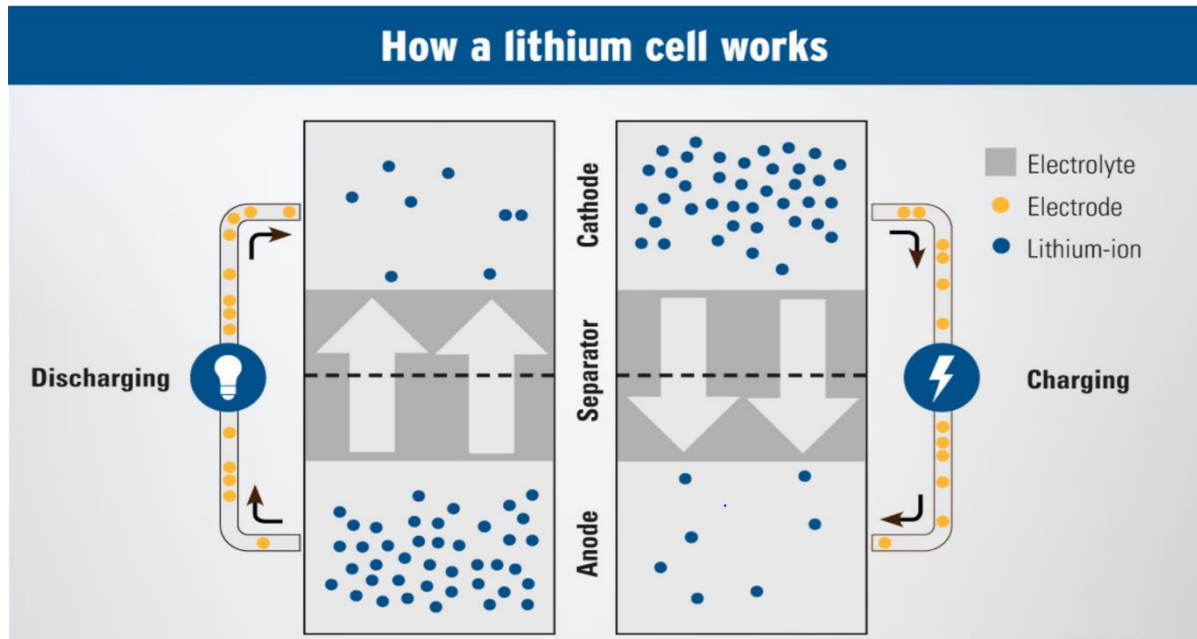 How a lithium cell works
Discharging
Cathode
Separator
Anode
Electrolyte
Electrode
Lithium-ion
Charging